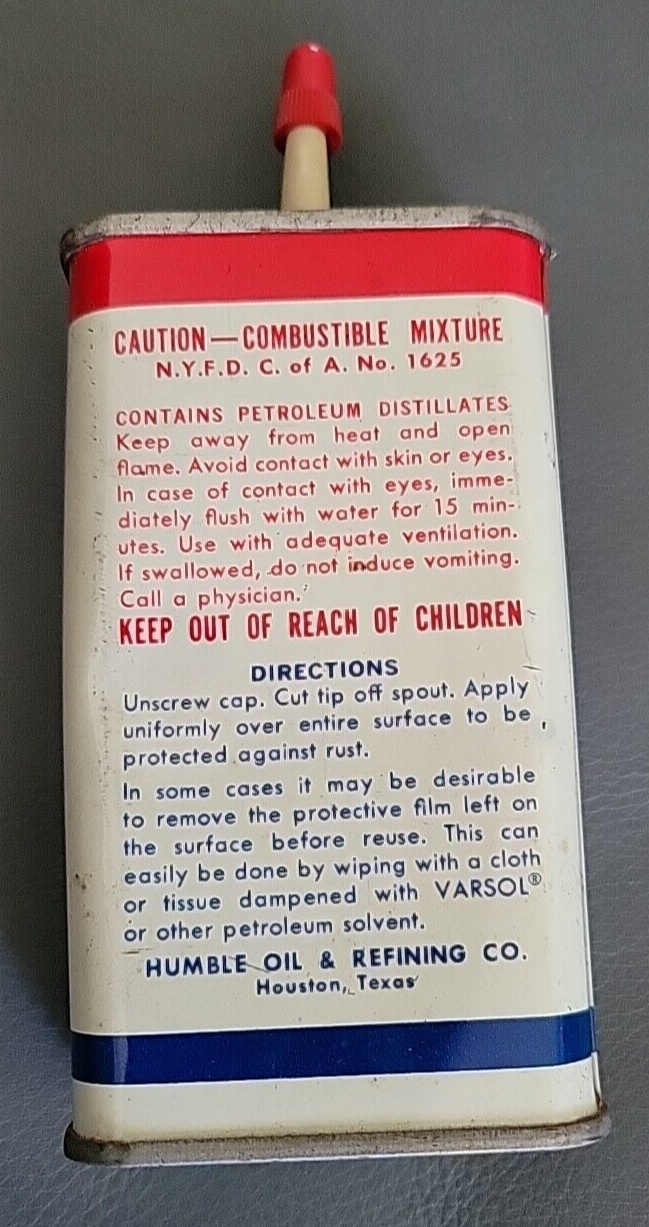 CAUTION—COMBUSTIBLE MIXTURE
N.Y.F.D. C. of A. No. 1625
CONTAINS PETROLEUM DISTILLATES
Keep away from heat and open
flame. Avoid contact with skin or eyes.
In case of contact with eyes, imme-
diately flush with water for 15 min-
utes. Use with adequate ventilation.
If swallowed, do not induce vomiting.
Call a physician.
KEEP OUT OF REACH OF CHILDREN
DIRECTIONS
Unscrew cap. Cut tip off spout. Apply
uniformly over entire surface to be
protected against rust.
In some cases it may be desirable
to remove the protective film left on
the surface before reuse. This can
easily be done by wiping with a cloth
or tissue dampened with VARSOL®
or other petroleum solvent.
HUMBLE OIL & REFINING CO.
Houston, Texas